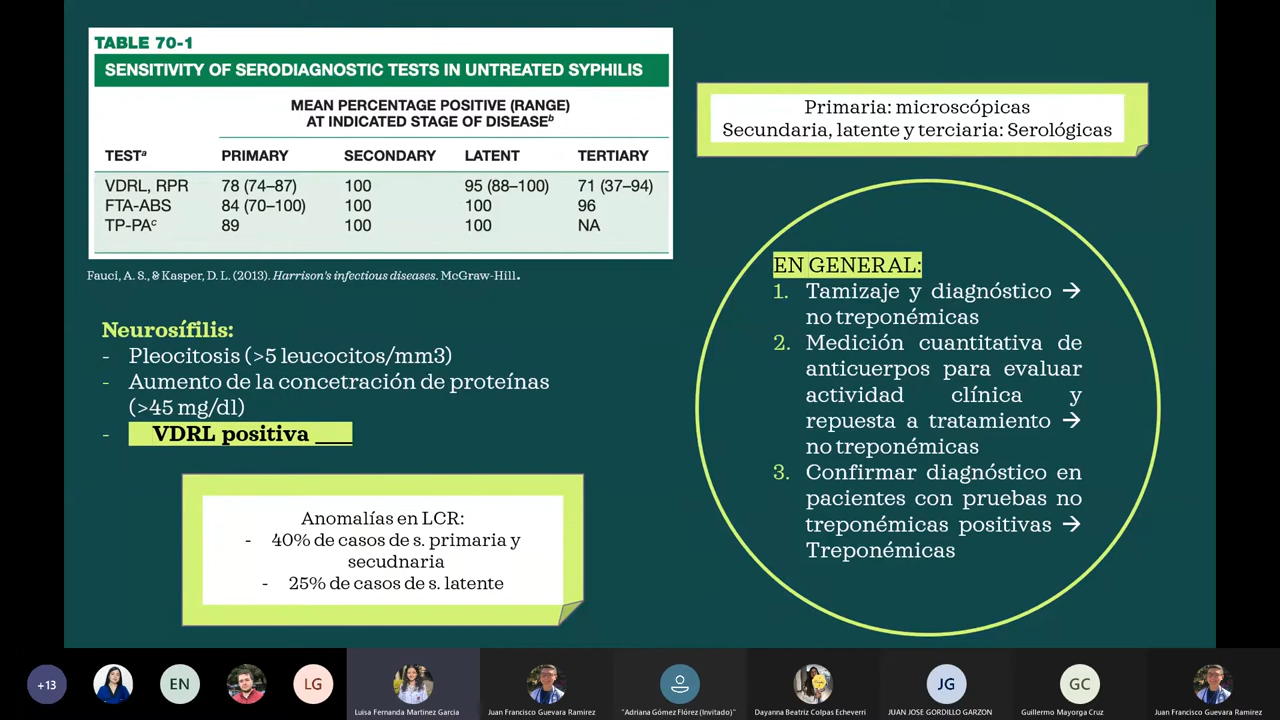 TABLE 70-1
SENSITIVITY OF SERODIAGNOSTIC TESTS IN UNTREATED SYPHILIS
MEAN PERCENTAGE POSITIVE (RANGE)
AT INDICATED STAGE OF DISEASEᵇ
TESTᵃ PRIMARY SECONDARY LATENT TERTIARY
VDRL, RPR 78 (74–87) 100 95 (88–100) 71 (37–94)
FTA-ABS 84 (70–100) 100 100 96
TP-PAᶜ 89 100 100 NA
Fauci, A. S., & Kasper, D. L. (2013). Harrison's infectious diseases. McGraw-Hill.
Neurosífilis:
- Pleocitosis (>5 leucocitos/mm3)
- Aumento de la concetración de proteínas
(>45 mg/dl)
- VDRL positiva ___
Anomalías en LCR:
- 40% de casos de s. primaria y
secudnaria
- 25% de casos de s. latente
Primaria: microscópicas
Secundaria, latente y terciaria: Serológicas
EN GENERAL:
1. Tamizaje y diagnóstico →
no treponémicas
2. Medición cuantitativa de
anticuerpos para evaluar
actividad clínica y
repuesta a tratamiento →
no treponémicas
3. Confirmar diagnóstico en
pacientes con pruebas no
treponémicas positivas →
Treponémicas
+13 EN LG JG GC
Luisa Fernanda Martinez Garcia
Juan Francisco Guevara Ramirez
"Adriana Gómez Flórez (Invitado)"
Dayanna Beatriz Colpas Echeverri
JUAN JOSE GORDILLO GARZON
Guillermo Mayorga Cruz
Juan Francisco Guevara Ramirez